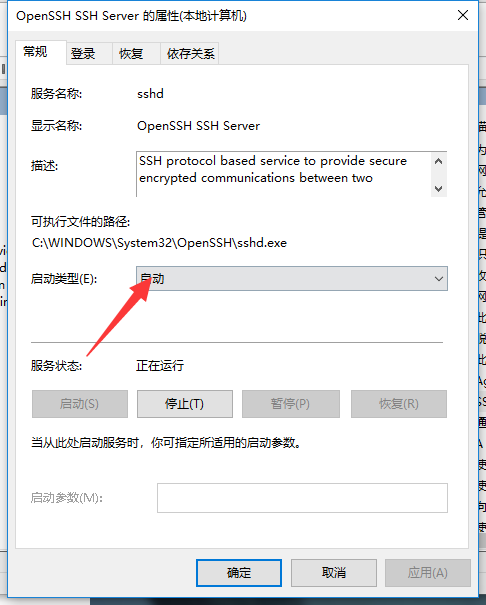 OpenSSH SSH Server 的属性(本地计算机)
常规 登录 恢复 依存关系
服务名称: sshd
显示名称: OpenSSH SSH Server
描述: SSH protocol based service to provide secure
encrypted communications between two
可执行文件的路径:
C:\WINDOWS\System32\OpenSSH\sshd.exe
启动类型(E): 动
服务状态: 正在运行
启动(S) 停止(T) 暂停(P) 恢复(R)
当从此处启动服务时，你可指定所适用的启动参数。
启动参数(M):
确定 取消 应用(A)